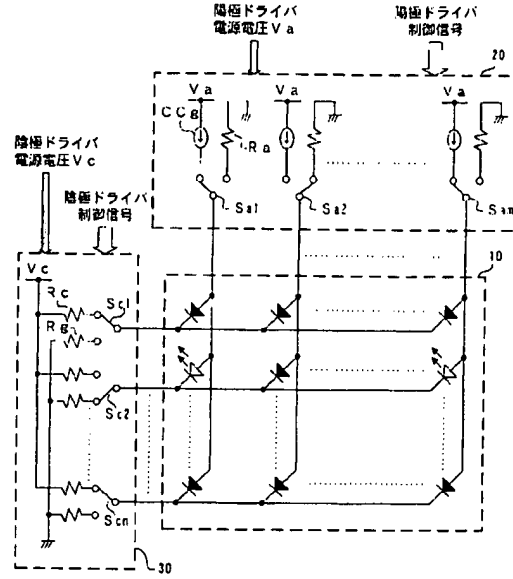 陽極ドライバ
電源電圧Va
陽極ドライバ
制御信号
20
Va
Va
Va
CCg
Ra
陰極ドライバ
電源電圧Vc
陰極ドライバ
制御信号
Sa1
Sa2
Sam
10
Vc
Rc
Sc1
Rg
Sc2
Scn
30